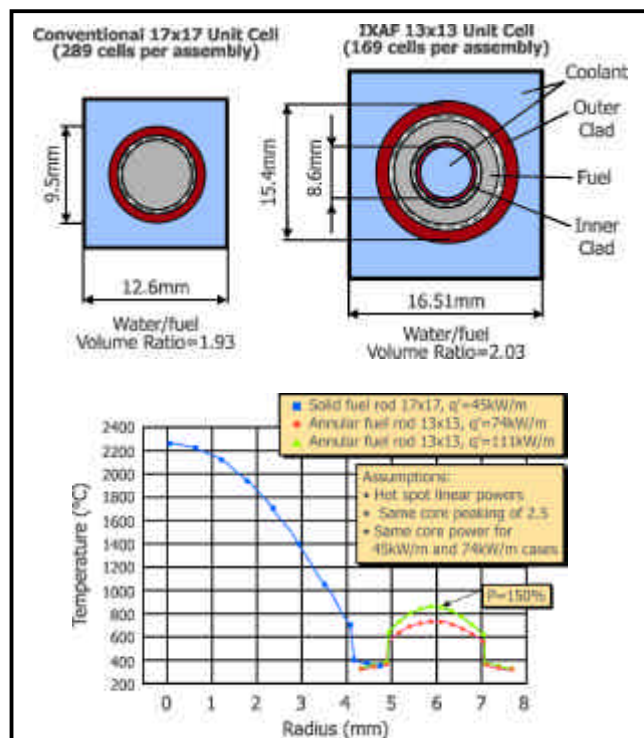 Conventional 17x17 Unit Cell
(289 cells per assembly)
IXAF 13x13 Unit Cell
(169 cells per assembly)
Coolant
Outer
Clad
Fuel
Inner
Clad
9.5mm
15.4mm
8.6mm
12.6mm
16.51mm
Water/fuel
Volume Ratio=1.93
Water/fuel
Volume Ratio=2.03
Solid fuel rod 17x17, q'=45kW/m
Annular fuel rod 13x13, q'=74kW/m
Annular fuel rod 13x13, q'=111kW/m
Assumptions:
• Hot spot linear powers
• Same core peaking of 2.5
• Same core power for
45kW/m and 74kW/m cases
P=150%
Temperature (°C)
2400
2200
2000
1800
1600
1400
1200
1000
800
600
400
200
0 1 2 3 4 5 6 7 8
Radius (mm)